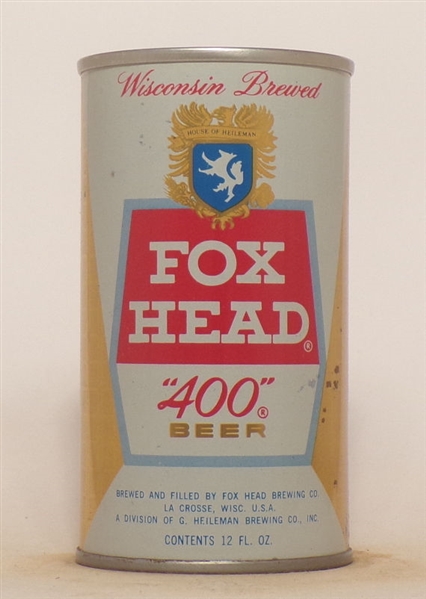 Wisconsin Brewed
HOUSE OF HEILEMAN
FOX
HEAD®
"400"®
BEER
BREWED AND FILLED BY FOX HEAD BREWING CO.
LA CROSSE, WISC. U.S.A.
A DIVISION OF G. HEILEMAN BREWING CO., INC.
CONTENTS 12 FL. OZ.